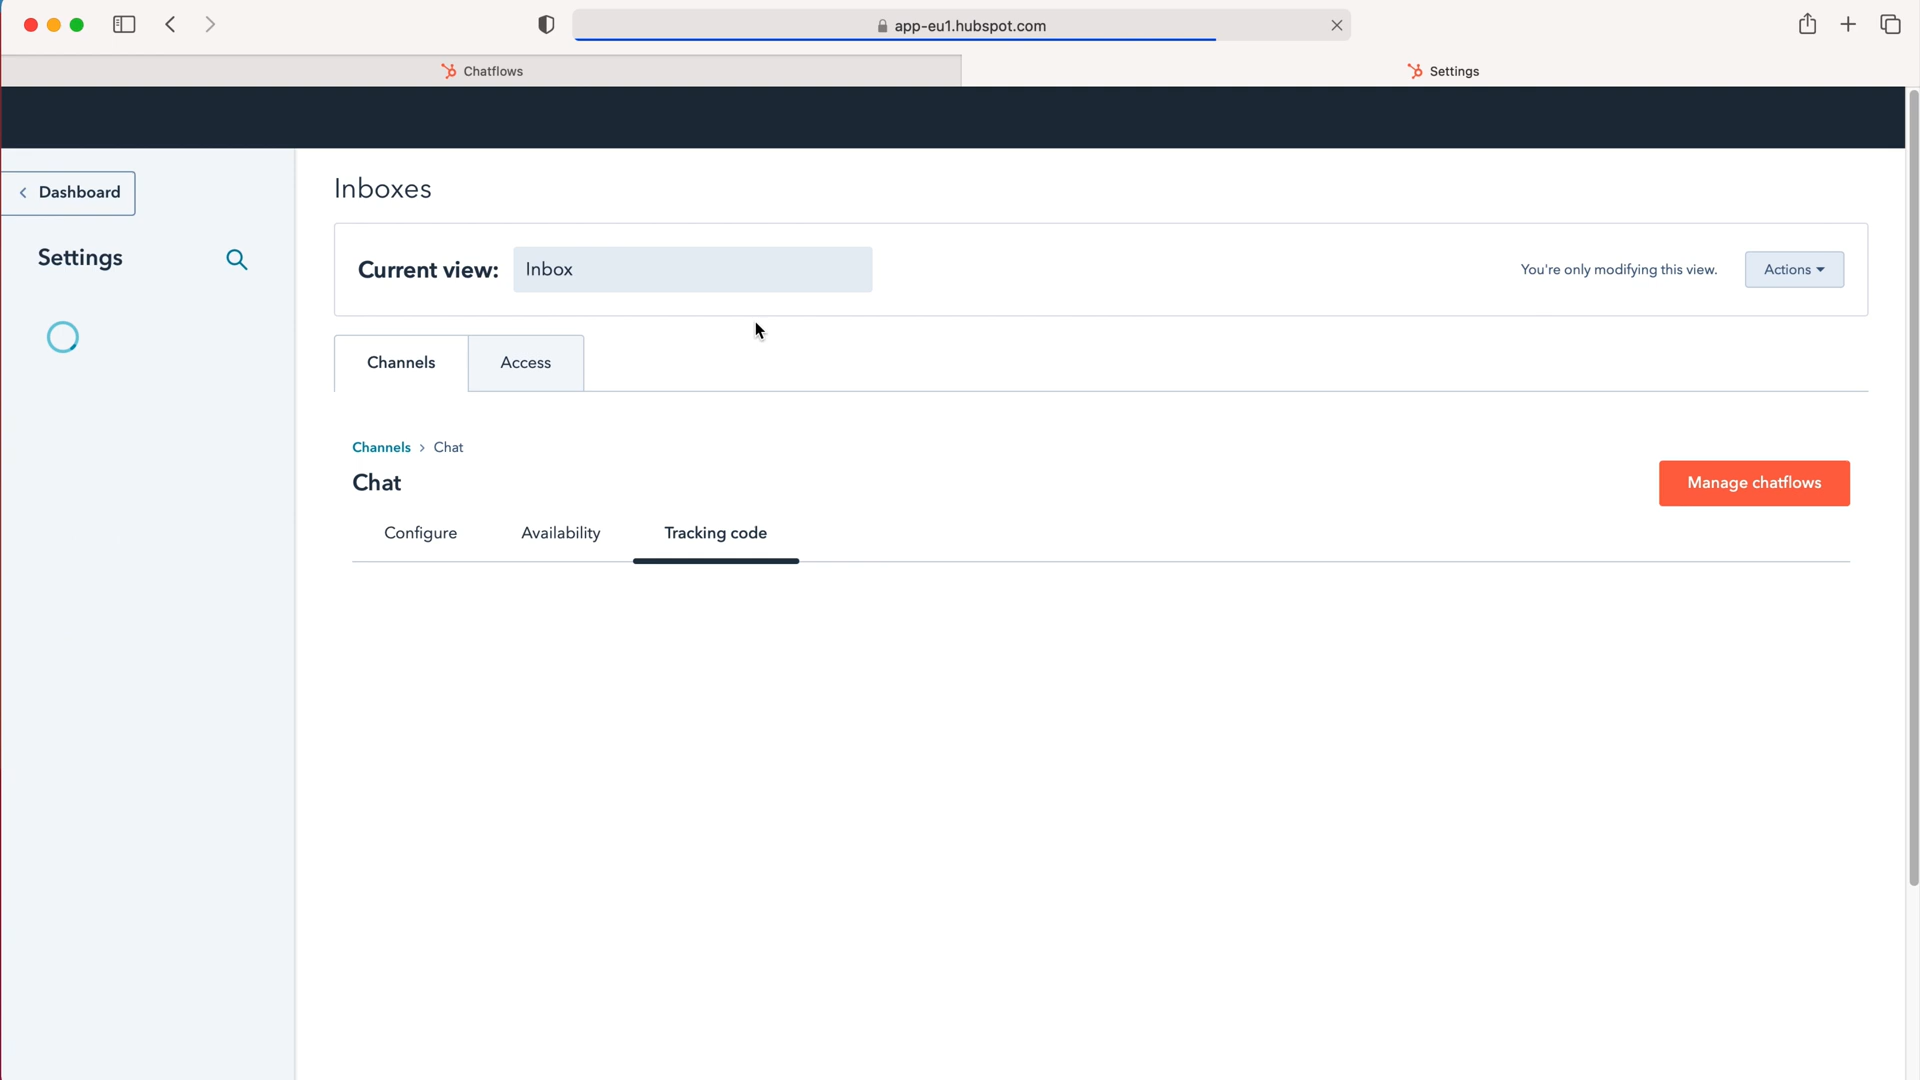 app-eu1.hubspot.com
Chatflows
Settings
Dashboard
Settings
Inboxes
Current view:
Inbox
You're only modifying this view.
Actions
Channels
Access
Channels > Chat
Chat
Manage chatflows
Configure
Availability
Tracking code